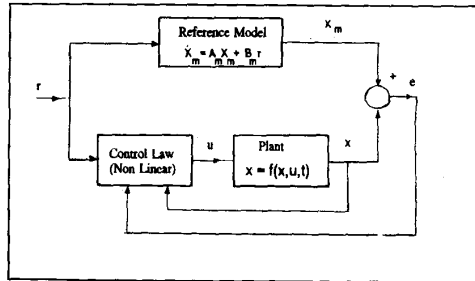 Reference Model
Ẋ_m = A_m X_m + B_m r
X_m
r
+
e
Control Law
(Non Linear)
u
Plant
x = f(x,u,t)
x